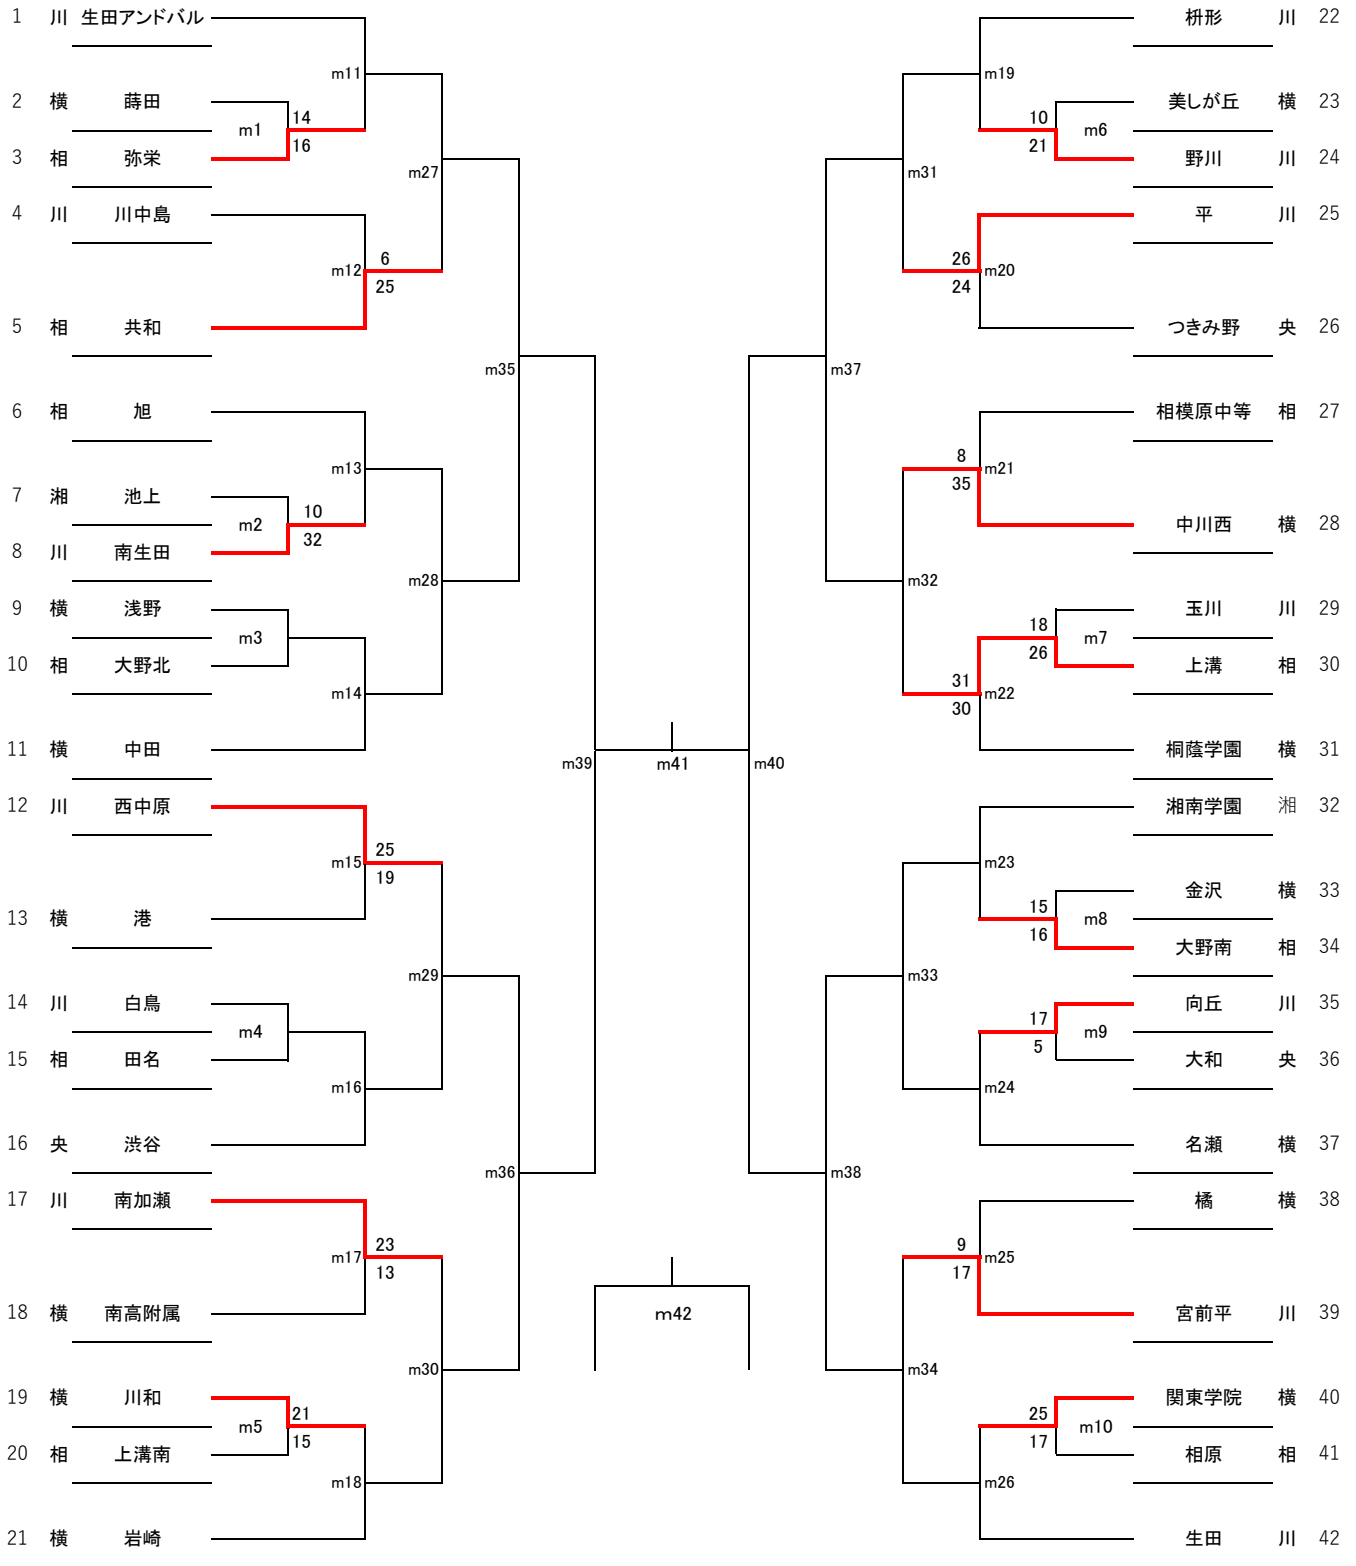 1 川 生田アンドバル
m11
2 横 蒔田
m1 14
16
3 相 弥栄
m27
4 川 川中島
m12 6
25
5 相 共和
m35
6 相 旭
m13
7 湘 池上
m2 10
32
8 川 南生田
m28
9 横 浅野
m3
10 相 大野北
m14
11 横 中田
m39
12 川 西中原
m15 25
19
13 横 港
m29
14 川 白鳥
m4
15 相 田名
m16
16 央 渋谷
m36
17 川 南加瀬
m17 23
13
18 横 南高附属
m30
19 横 川和
m5 21
15
20 相 上溝南
m18
21 横 岩崎
m41
m42
枡形 川 22
m19
美しが丘 横 23
10 m6
21
野川 川 24
m31
平 川 25
26 m20
24
つきみ野 央 26
m37
相模原中等 相 27
8 m21
35
中川西 横 28
m32
玉川 川 29
18 m7
26
上溝 相 30
31 m22
30
桐蔭学園 横 31
m40
湘南学園 湘 32
m23
金沢 横 33
15 m8
16
大野南 相 34
m33
向丘 川 35
17 m9
5
大和 央 36
m24
名瀬 横 37
m38
橘 横 38
9 m25
17
宮前平 川 39
m34
関東学院 横 40
25 m10
17
相原 相 41
m26
生田 川 42